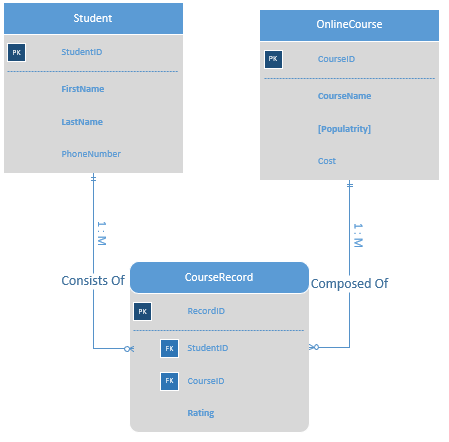 Student
PK StudentID
FirstName
LastName
PhoneNumber
OnlineCourse
PK CourseID
CourseName
[Populatrity]
Cost
1 : M
Consists Of
1 : M
Composed Of
CourseRecord
PK RecordID
FK StudentID
FK CourseID
Rating